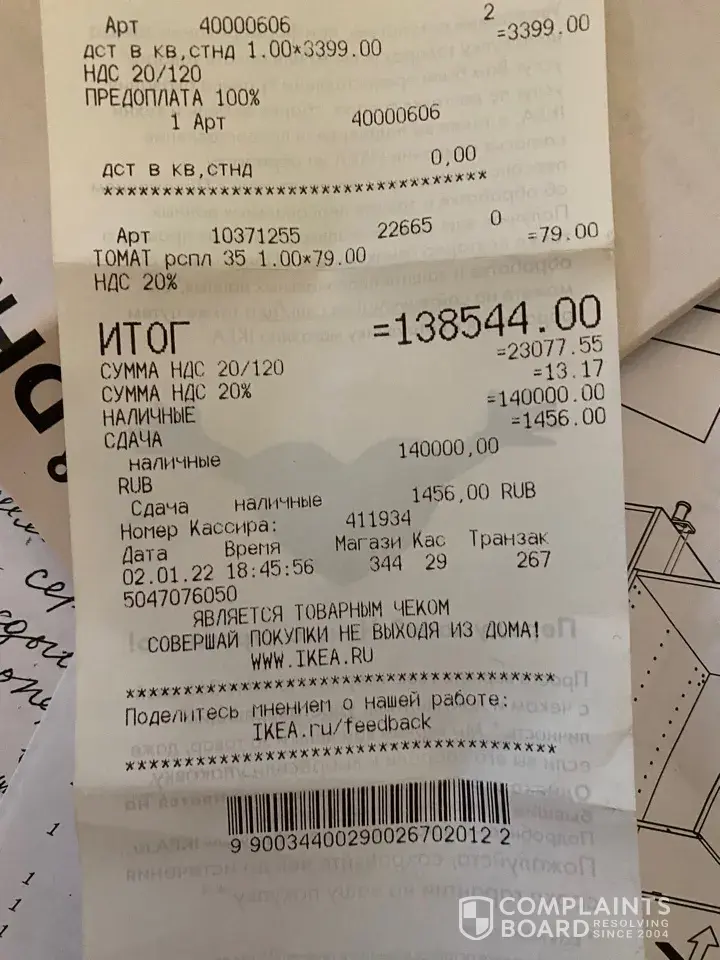 Арт 40000606 2
=3399.00
ДСТ В КВ,СТНД 1.00*3399.00
НДС 20/120
ПРЕДОПЛАТА 100%
1 Арт 40000606
ДСТ В КВ,СТНД 0,00
********************************
Арт 10371255 22665 0
=79.00
ТОМАТ рспл 35 1.00*79.00
НДС 20%
ИТОГ =138544.00
СУММА НДС 20/120 =23077.55
СУММА НДС 20% =13.17
НАЛИЧНЫЕ =140000.00
СДАЧА =1456.00
наличные 140000,00
RUB
Сдача наличные 1456,00 RUB
Номер Кассира: 411934
Дата Время Магази Кас Транзак
02.01.22 18:45:56 344 29 267
5047076050
ЯВЛЯЕТСЯ ТОВАРНЫМ ЧЕКОМ
СОВЕРШАЙ ПОКУПКИ НЕ ВЫХОДЯ ИЗ ДОМА!
WWW.IKEA.RU
************************************
Поделитесь мнением о нашей работе:
IKEA.ru/feedback
************************************
9 900344002900267020122 2
COMPLAINTS
BOARD RESOLVING
SINCE 2004